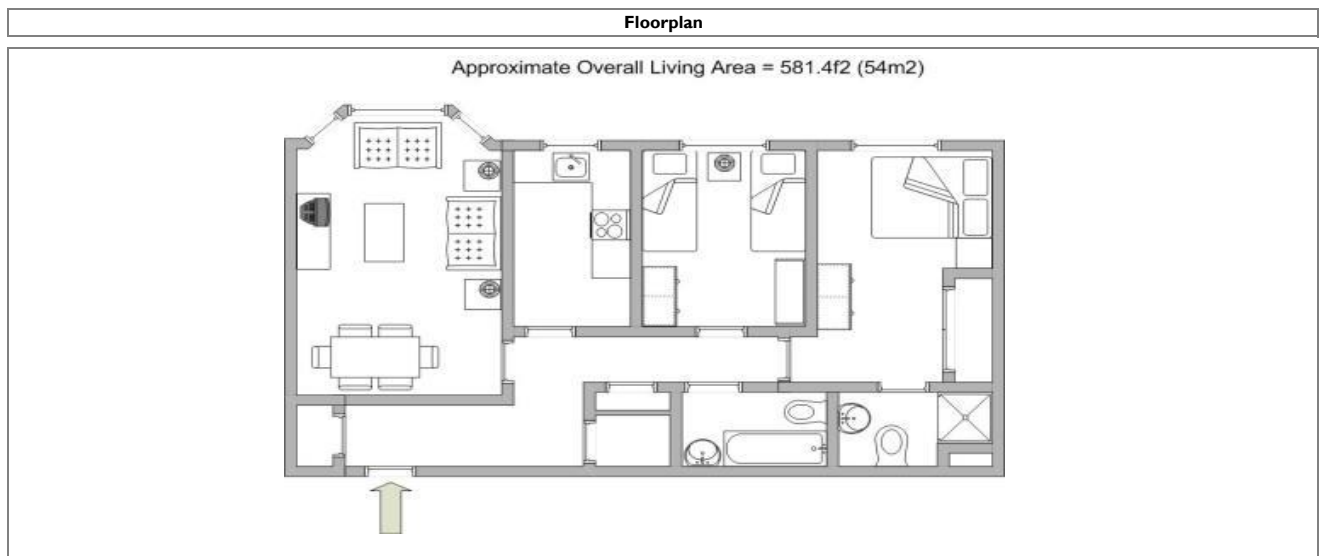 Floorplan
Approximate Overall Living Area = 581.4f2 (54m2)